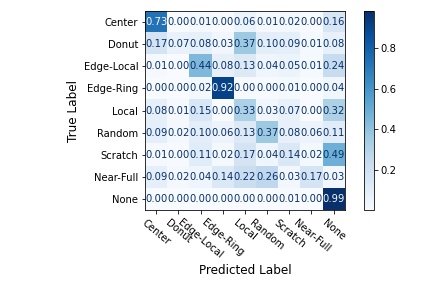 Center 0.73 0.00 0.01 0.00 0.06 0.01 0.02 0.00 0.16
Donut 0.17 0.07 0.08 0.03 0.37 0.10 0.09 0.01 0.08
Edge-Local 0.01 0.00 0.44 0.08 0.13 0.04 0.05 0.01 0.24
Edge-Ring 0.00 0.00 0.02 0.92 0.00 0.00 0.01 0.00 0.04
Local 0.08 0.01 0.15 0.00 0.33 0.03 0.07 0.00 0.32
Random 0.09 0.02 0.10 0.06 0.13 0.37 0.08 0.06 0.11
Scratch 0.01 0.00 0.11 0.02 0.17 0.04 0.14 0.02 0.49
Near-Full 0.09 0.02 0.04 0.14 0.22 0.26 0.03 0.17 0.03
None 0.00 0.00 0.00 0.00 0.00 0.00 0.01 0.00 0.99
Center Donut Edge-Local Edge-Ring Local Random Scratch Near-Full None
True Label
Predicted Label
0.8
0.6
0.4
0.2